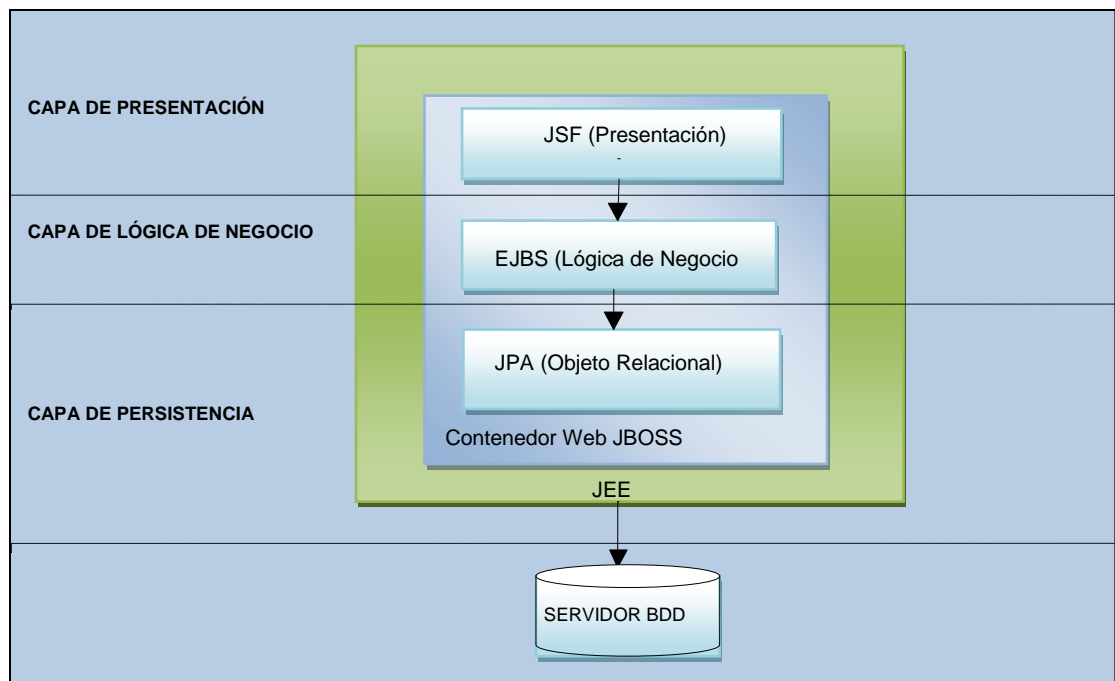 CAPA DE PRESENTACIÓN
JSF (Presentación)
-
CAPA DE LÓGICA DE NEGOCIO
EJBS (Lógica de Negocio
JPA (Objeto Relacional)
CAPA DE PERSISTENCIA
Contenedor Web JBOSS
JEE
SERVIDOR BDD